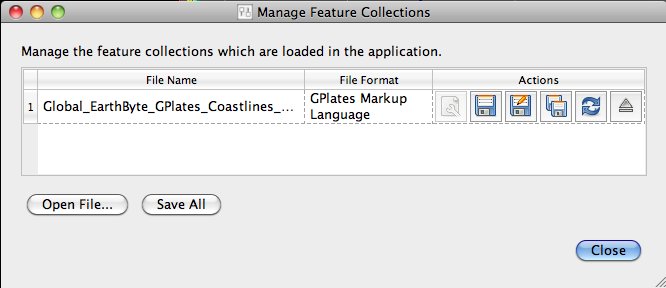 Manage Feature Collections
Manage the feature collections which are loaded in the application.
File Name File Format Actions
1 Global_EarthByte_GPlates_Coastlines_... GPlates Markup
Language
Open File... Save All
Close